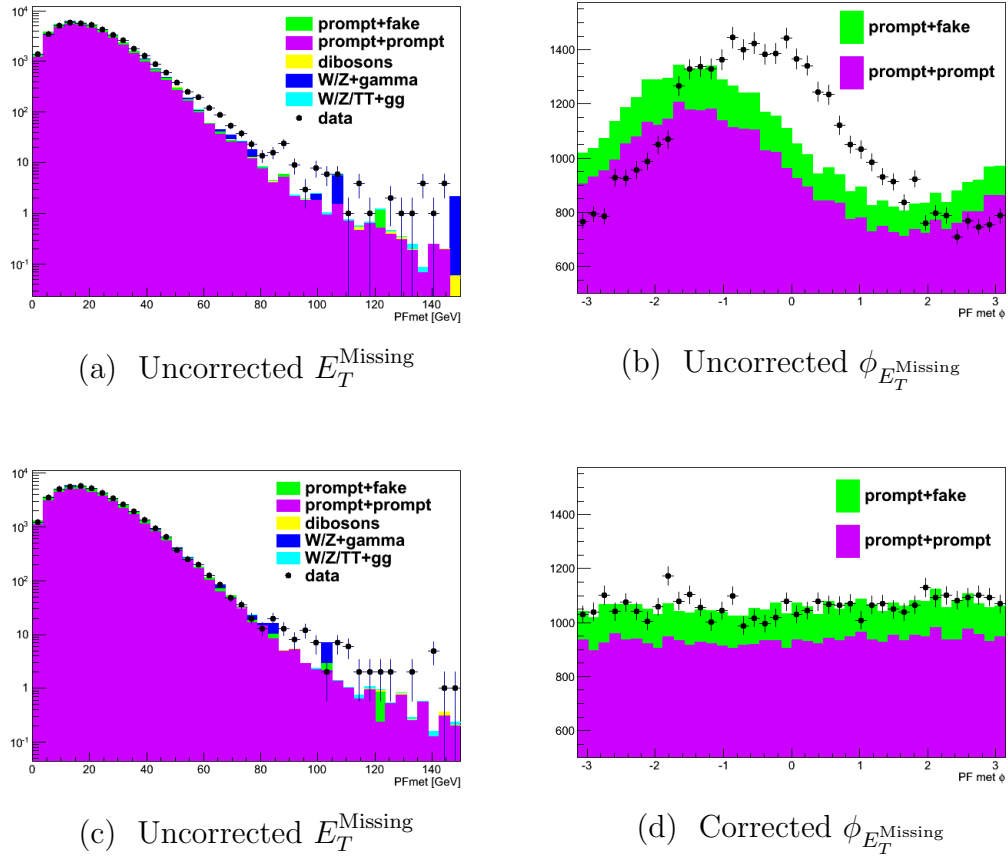 10⁴
10³
10²
10
1
10⁻¹
prompt+fake
prompt+prompt
dibosons
W/Z+gamma
W/Z/TT+gg
data
0 20 40 60 80 100 120 140
PFmet [GeV]
(a) Uncorrected E_T^Missing
1400
1200
1000
800
600
prompt+fake
prompt+prompt
-3 -2 -1 0 1 2 3
PF met ϕ
(b) Uncorrected ϕ_{E_T^Missing}
10⁴
10³
10²
10
1
10⁻¹
prompt+fake
prompt+prompt
dibosons
W/Z+gamma
W/Z/TT+gg
data
0 20 40 60 80 100 120 140
PFmet [GeV]
(c) Uncorrected E_T^Missing
1400
1200
1000
800
600
prompt+fake
prompt+prompt
-3 -2 -1 0 1 2 3
PF met ϕ
(d) Corrected ϕ_{E_T^Missing}